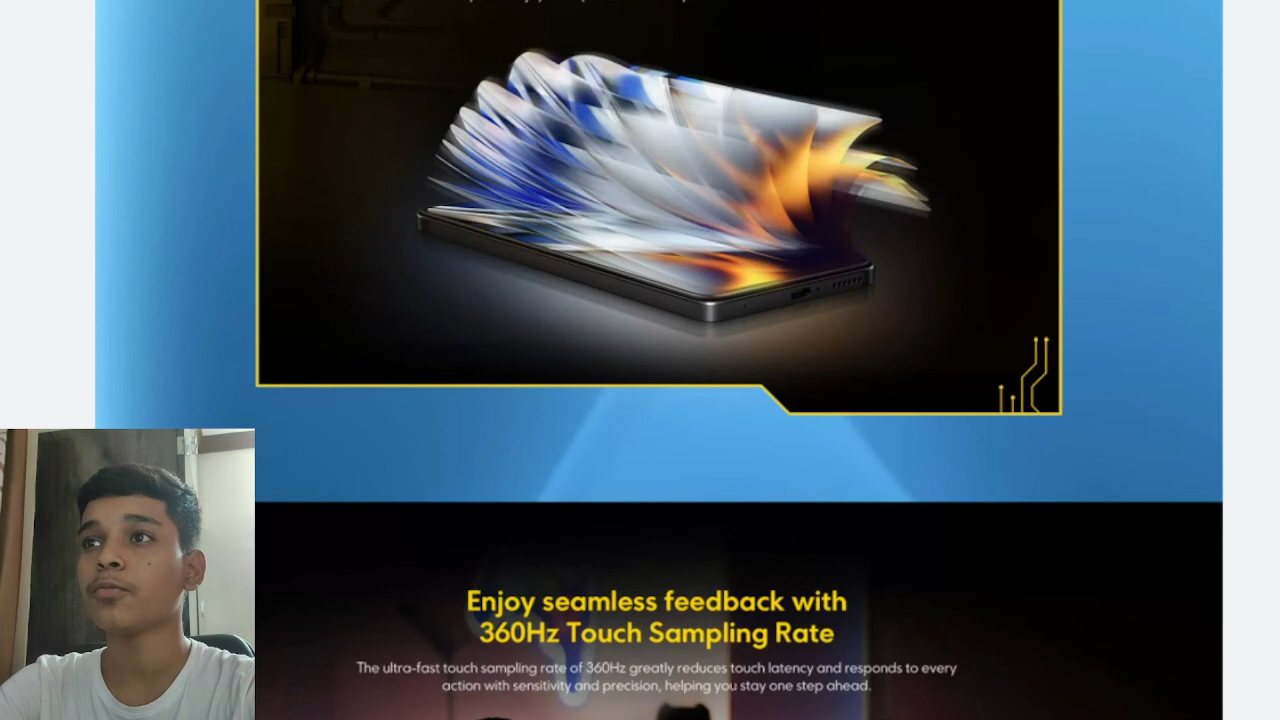 Enjoy seamless feedback with
360Hz Touch Sampling Rate
The ultra-fast touch sampling rate of 360Hz greatly reduces touch latency and responds to every
action with sensitivity and precision, helping you stay one step ahead.